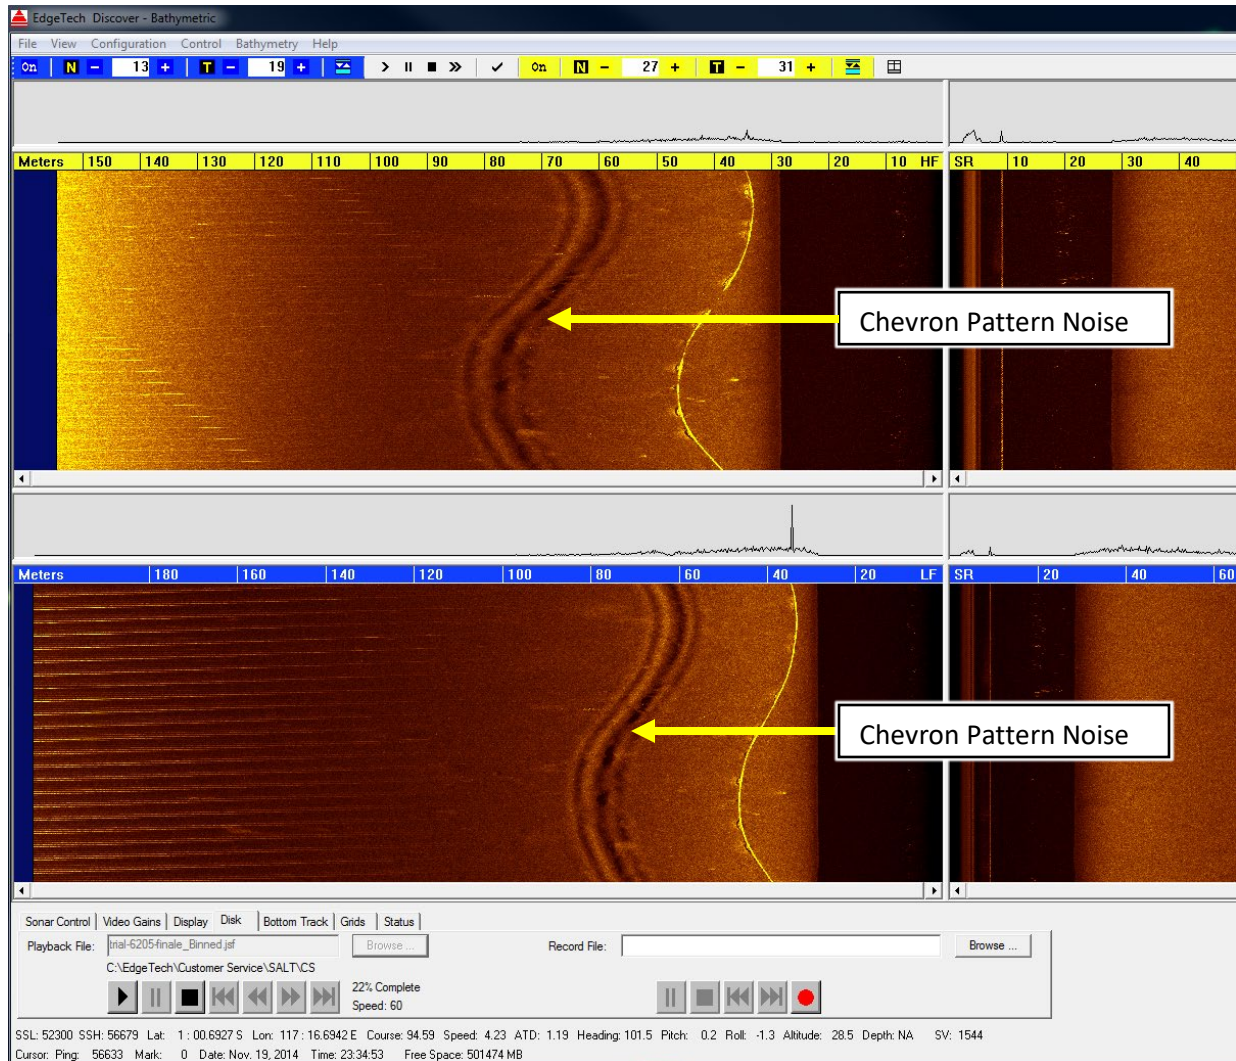 EdgeTech Discover - Bathymetric
File View Configuration Control Bathymetry Help
On N - 13 + T - 19 + On N - 27 + T - 31 +
Meters 150 140 130 120 110 100 90 80 70 60 50 40 30 20 10 HF SR 10 20 30 40
Chevron Pattern Noise
Meters 180 160 140 120 100 80 60 40 20 LF SR 20 40 60
Chevron Pattern Noise
Sonar Control Video Gains Display Disk Bottom Track Grids Status
Playback File: trial-6205-finale_Binned.jsf Browse ... Record File: Browse ...
C:\EdgeTech\Customer Service\SALT\CS
22% Complete
Speed: 60
SSL: 52300 SSH: 56679 Lat: 1 : 00.6927 S Lon: 117 : 16.6942 E Course: 94.59 Speed: 4.23 ATD: 1.19 Heading: 101.5 Pitch: 0.2 Roll: -1.3 Altitude: 28.5 Depth: NA SV: 1544
Cursor: Ping: 56633 Mark: 0 Date: Nov. 19, 2014 Time: 23:34:53 Free Space: 501474 MB